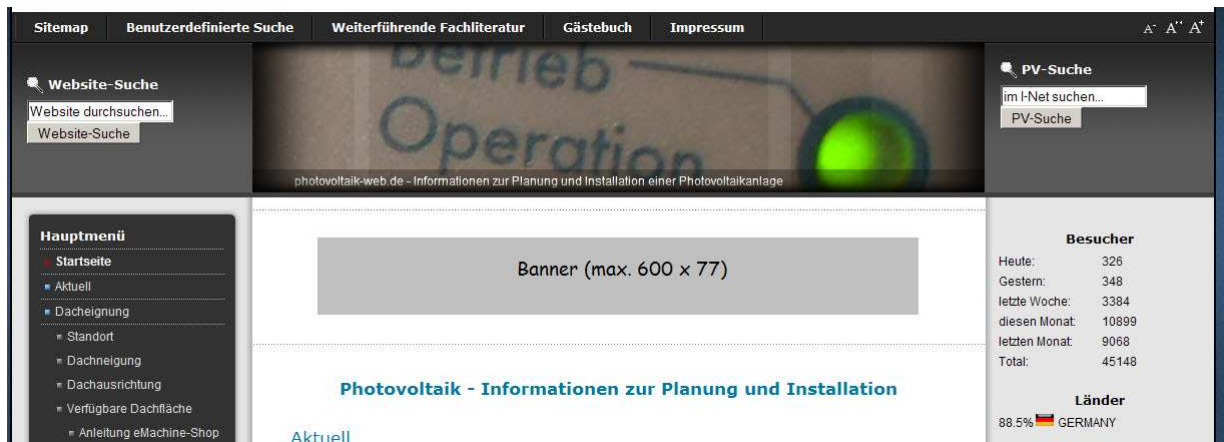 Sitemap Benutzerdefinierte Suche Weiterführende Fachliteratur Gästebuch Impressum A- A'' A+
Website-Suche
Website durchsuchen...
Website-Suche
Betrieb
Operation
photovoltaik-web.de - Informationen zur Planung und Installation einer Photovoltaikanlage
PV-Suche
im I-Net suchen...
PV-Suche
Hauptmenü
Startseite
Aktuell
Dacheignung
Standort
Dachneigung
Dachausrichtung
Verfügbare Dachfläche
Anleitung eMachine-Shop
Banner (max. 600 x 77)
Photovoltaik - Informationen zur Planung und Installation
Aktuell
Besucher
Heute: 326
Gestern: 348
letzte Woche: 3384
diesen Monat: 10899
letzten Monat: 9068
Total: 45148
Länder
88.5% GERMANY